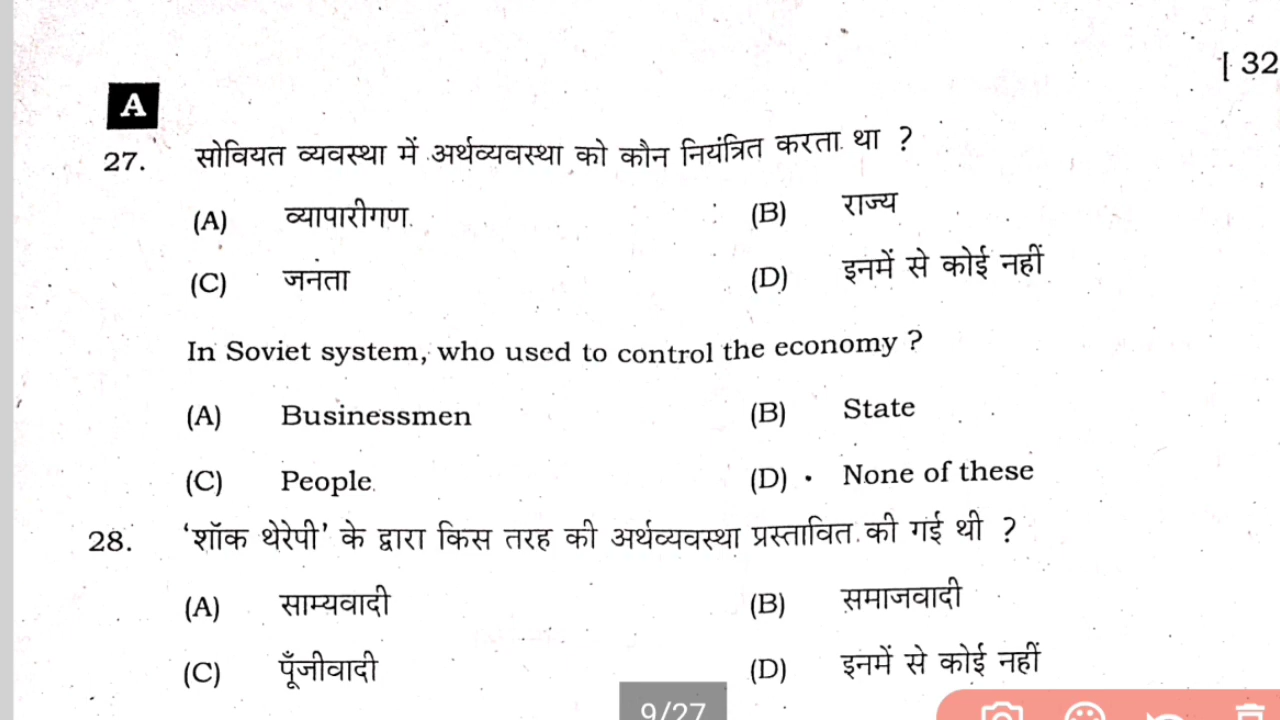 [ 32
A
27. सोवियत व्यवस्था में अर्थव्यवस्था को कौन नियंत्रित करता था ?
(A) व्यापारीगण (B) राज्य
(C) जनता (D) इनमें से कोई नहीं
In Soviet system, who used to control the economy ?
(A) Businessmen (B) State
(C) People (D) None of these
28. ‘शॉक थेरेपी’ के द्वारा किस तरह की अर्थव्यवस्था प्रस्तावित की गई थी ?
(A) साम्यवादी (B) समाजवादी
(C) पूँजीवादी (D) इनमें से कोई नहीं
9/27